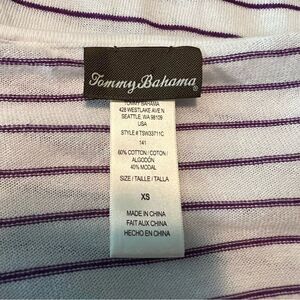 Tommy Bahama®
TOMMY BAHAMA
428 WESTLAKE AVE N
SEATTLE, WA 98109
USA
STYLE # TSW33711C
141
60% COTTON / COTON /
ALGODÓN
40% MODAL
SIZE / TAILLE / TALLA
XS
MADE IN CHINA
FAIT AUX CHINA
HECHO EN CHINA